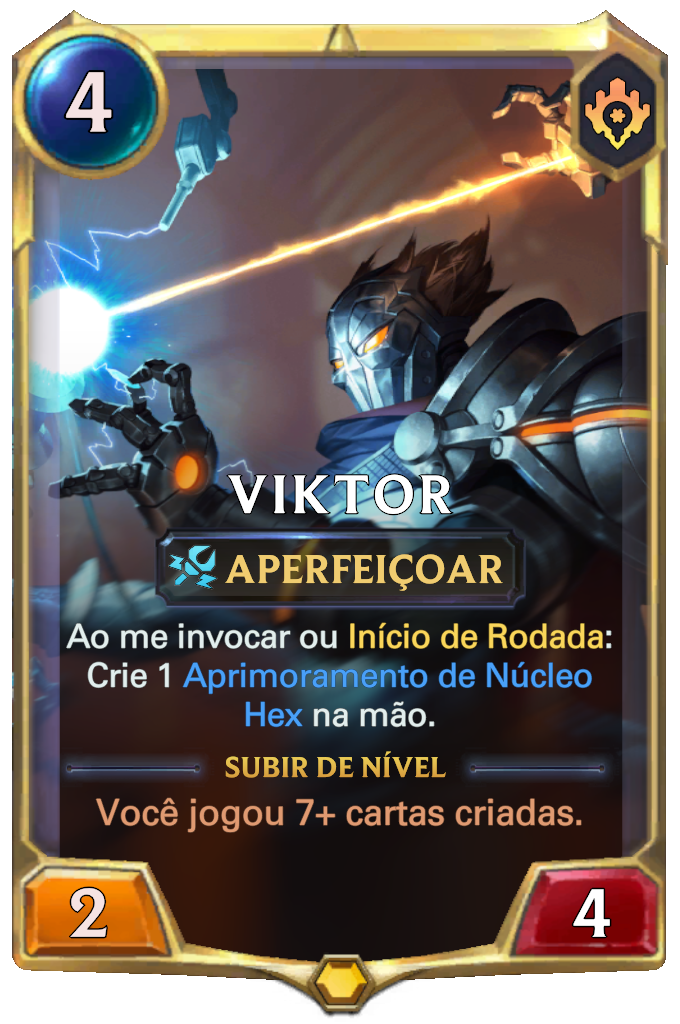 4
VIKTOR
APERFEIÇOAR
Ao me invocar ou Início de Rodada:
Crie 1 Aprimoramento de Núcleo
Hex na mão.
SUBIR DE NÍVEL
Você jogou 7+ cartas criadas.
2
4